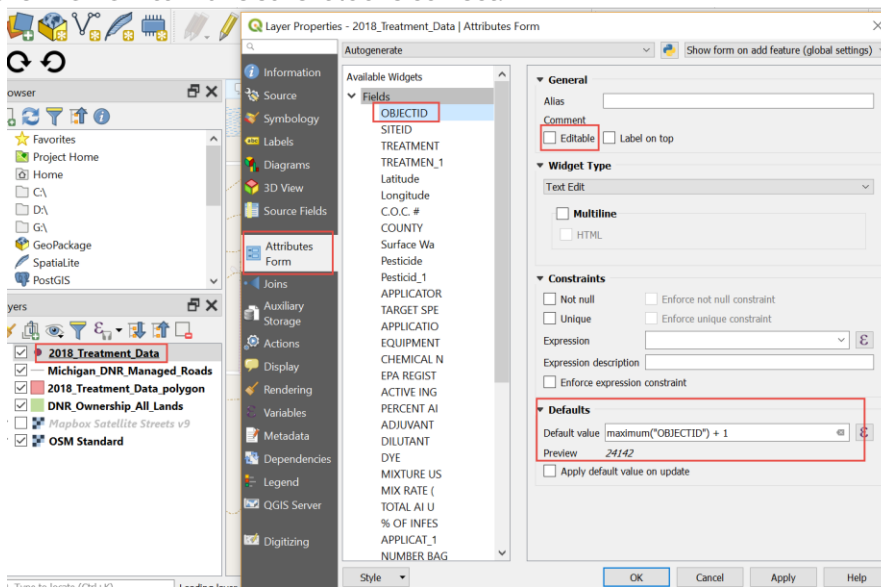 Layer Properties - 2018_Treatment_Data | Attributes Form
Autogenerate
Show form on add feature (global settings)
Information
Source
Symbology
abc Labels
Diagrams
3D View
Source Fields
Attributes
Form
Joins
Auxiliary
Storage
Actions
Display
Rendering
Variables
Metadata
Dependencies
Legend
QGIS Server
Digitizing
Available Widgets
Fields
OBJECTID
SITEID
TREATMENT
TREATMEN_1
Latitude
Longitude
C.O.C. #
COUNTY
Surface Wa
Pesticide
Pesticid_1
APPLICATOR
TARGET SPE
APPLICATIO
EQUIPMENT
CHEMICAL N
EPA REGIST
ACTIVE ING
PERCENT AI
ADJUVANT
DILUTANT
DYE
MIXTURE US
MIX RATE (
TOTAL AI U
% OF INFES
APPLICAT_1
NUMBER BAG
General
Alias
Comment
Editable Label on top
Widget Type
Text Edit
Multiline
HTML
Constraints
Not null Enforce not null constraint
Unique Enforce unique constraint
Expression
Expression description
Enforce expression constraint
Defaults
Default value maximum("OBJECTID") + 1
Preview 24142
Apply default value on update
Style
OK Cancel Apply Help
owser
Favorites
Project Home
Home
C:\
D:\
G:\
GeoPackage
SpatiaLite
PostGIS
yers
2018_Treatment_Data
Michigan_DNR_Managed_Roads
2018_Treatment_Data_polygon
DNR_Ownership_All_Lands
Mapbox Satellite Streets v9
OSM Standard